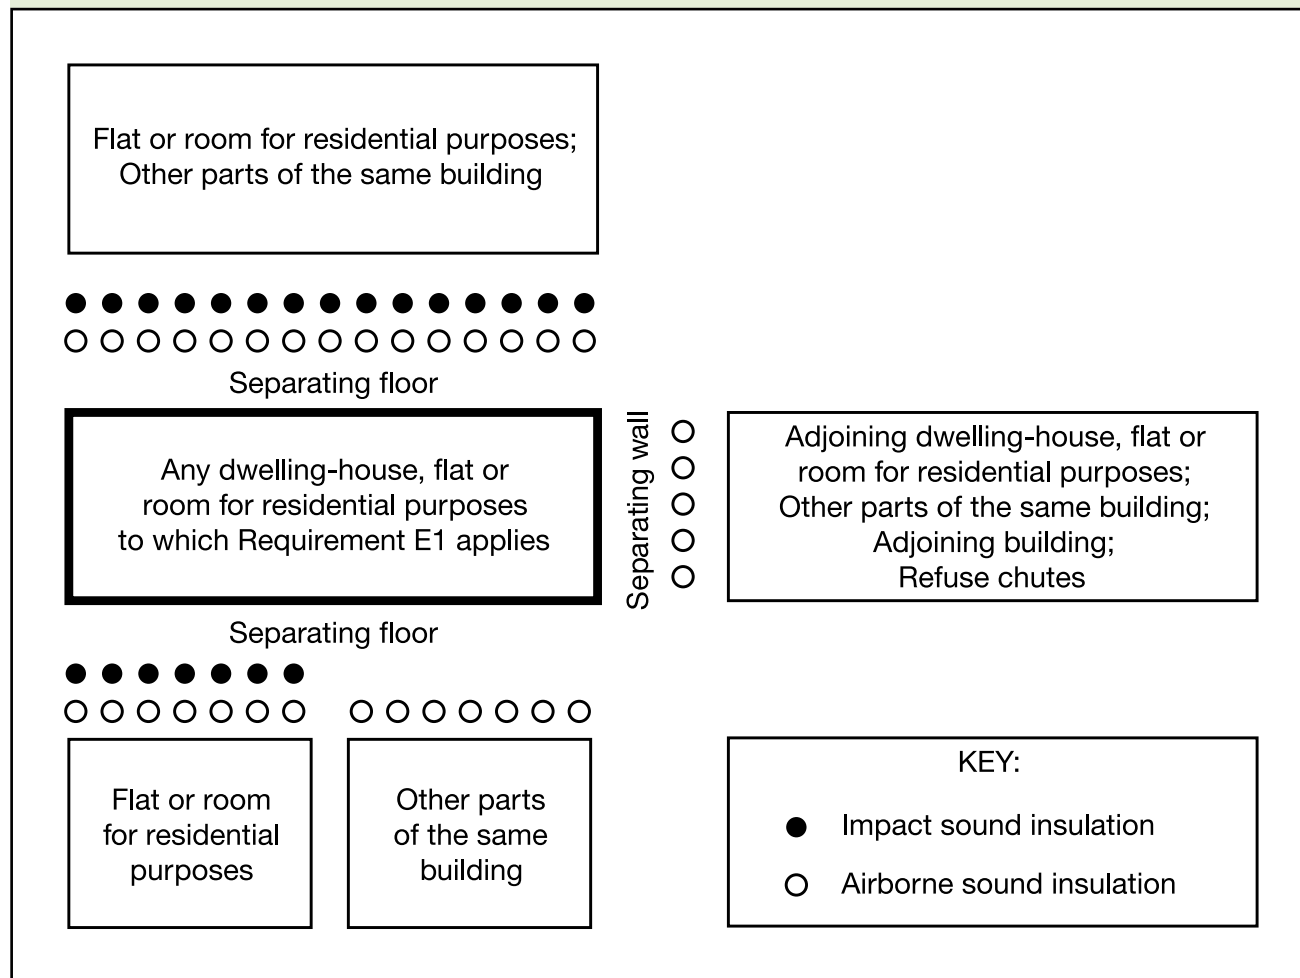 Flat or room for residential purposes;
Other parts of the same building
Separating floor
Any dwelling-house, flat or
room for residential purposes
to which Requirement E1 applies
Separating wall
Adjoining dwelling-house, flat or
room for residential purposes;
Other parts of the same building;
Adjoining building;
Refuse chutes
Separating floor
Flat or room
for residential
purposes
Other parts
of the same
building
KEY:
Impact sound insulation
Airborne sound insulation